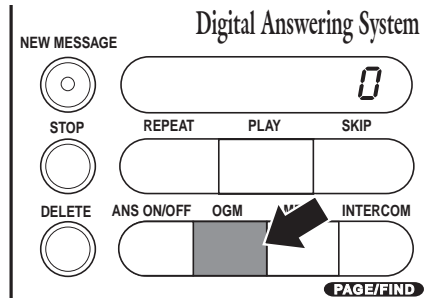 Digital Answering System
NEW MESSAGE
0
STOP REPEAT PLAY SKIP
DELETE ANS ON/OFF OGM INTERCOM
PAGE/FIND